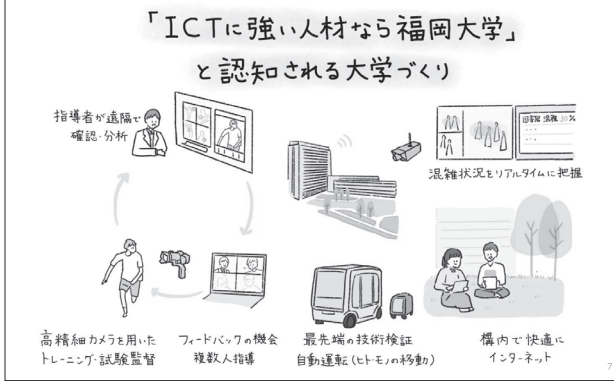 「ICTに強い人材なら福岡大学」
と認知される大学づくり
指導者が遠隔で
確認・分析
図書館 混雑 30%
混雑状況をリアルタイムに把握
高精細カメラを用いた
トレーニング・試験監督
フィードバックの機会
複数人指導
最先端の技術検証
自動運転(ヒト・モノの移動)
構内で快適に
インターネット
7